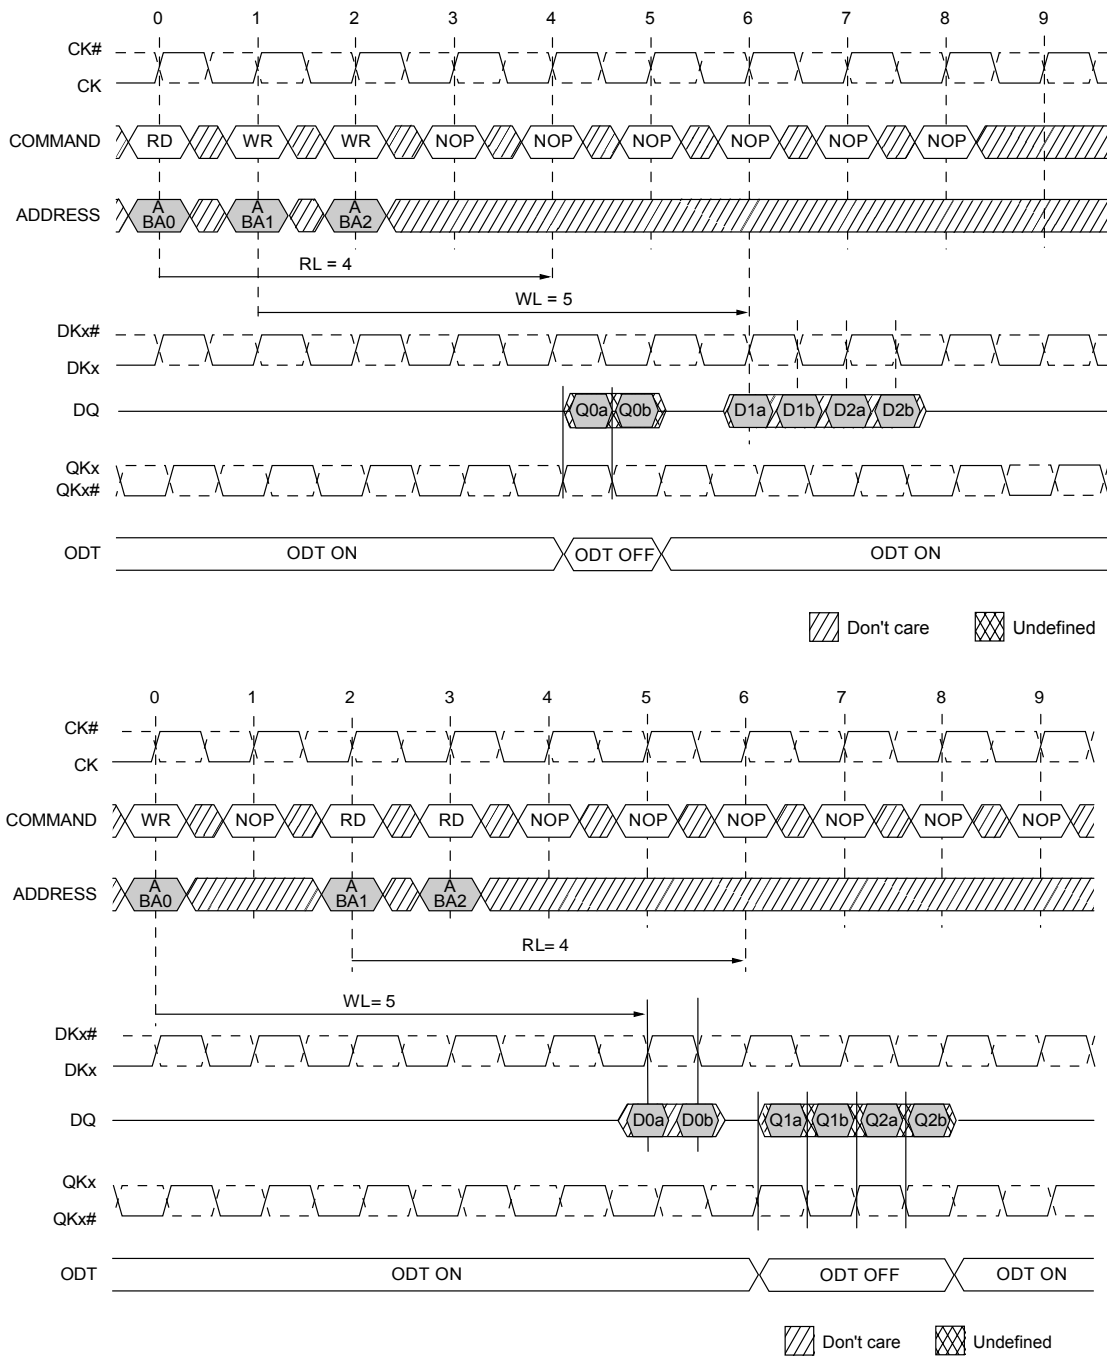 0 1 2 3 4 5 6 7 8 9
CK#
CK
COMMAND RD WR WR NOP NOP NOP NOP NOP NOP
ADDRESS A BA0 A BA1 A BA2
RL = 4
WL = 5
DKx#
DKx
DQ Q0a Q0b D1a D1b D2a D2b
QKx
QKx#
ODT ODT ON ODT OFF ODT ON
Don't care Undefined
0 1 2 3 4 5 6 7 8 9
CK#
CK
COMMAND WR NOP RD RD NOP NOP NOP NOP NOP NOP
ADDRESS A BA0 A BA1 A BA2
RL= 4
WL= 5
DKx#
DKx
DQ D0a D0b Q1a Q1b Q2a Q2b
QKx
QKx#
ODT ODT ON ODT OFF ODT ON
Don't care Undefined